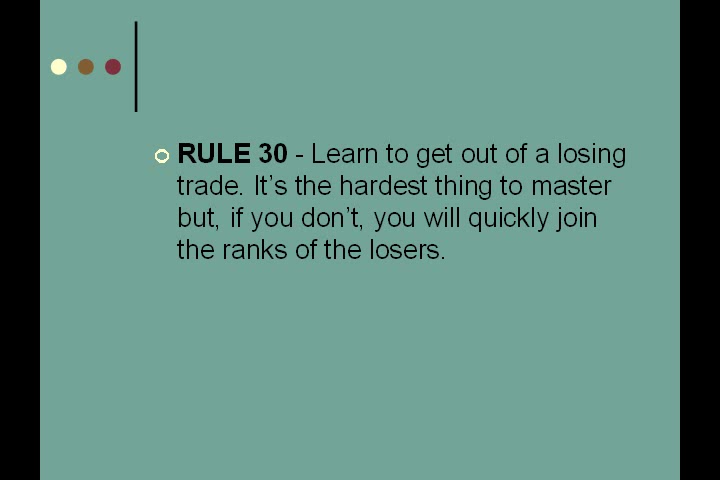 RULE 30 - Learn to get out of a losing
trade. It’s the hardest thing to master
but, if you don’t, you will quickly join
the ranks of the losers.